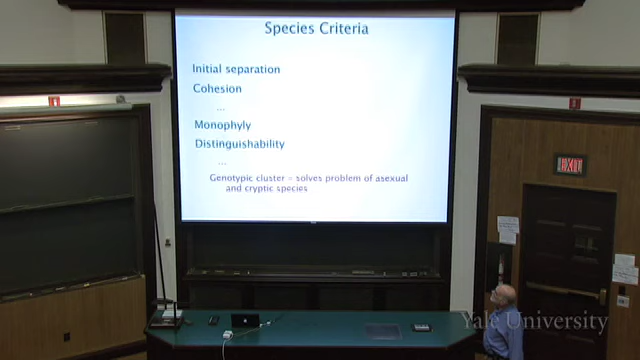 Species Criteria
Initial separation
Cohesion
...
Monophyly
Distinguishability
...
Genotypic cluster - solves problem of asexual
and cryptic species
EXIT
Yale University